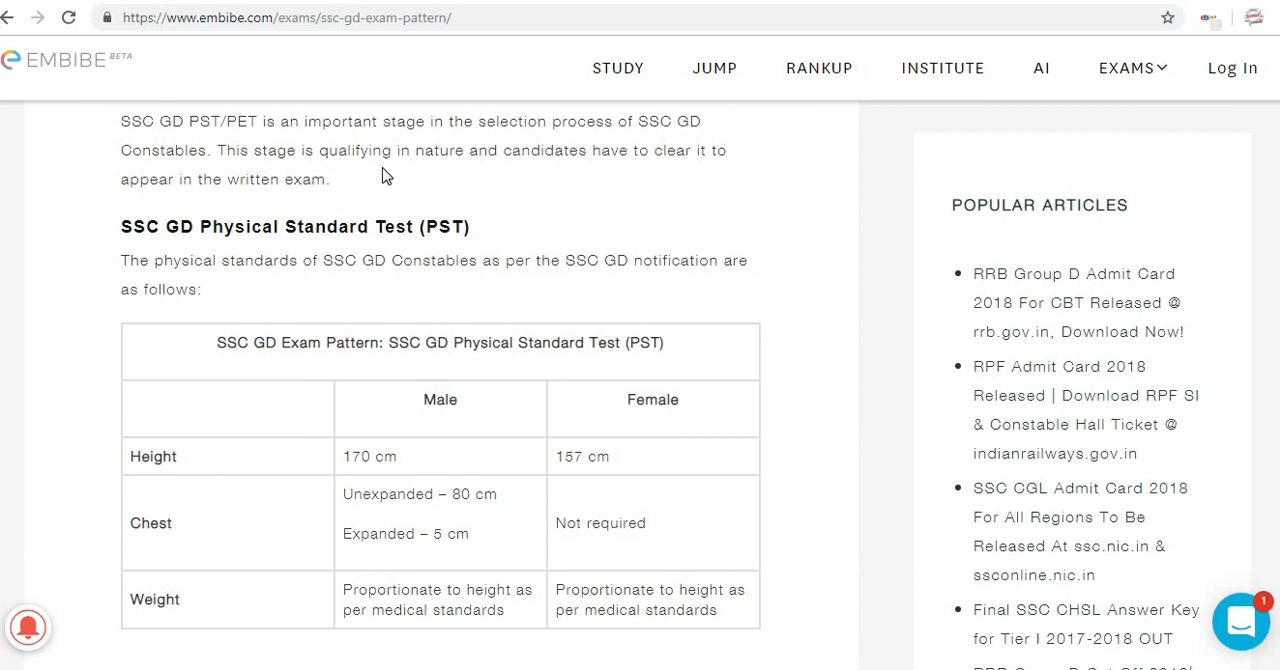 https://www.embibe.com/exams/ssc-gd-exam-pattern/
EMBIBE BETA
STUDY JUMP RANKUP INSTITUTE AI EXAMS Log In
SSC GD PST/PET is an important stage in the selection process of SSC GD
Constables. This stage is qualifying in nature and candidates have to clear it to
appear in the written exam.
SSC GD Physical Standard Test (PST)
The physical standards of SSC GD Constables as per the SSC GD notification are
as follows:
SSC GD Exam Pattern: SSC GD Physical Standard Test (PST)
Male Female
Height 170 cm 157 cm
Chest
Unexpanded – 80 cm
Expanded – 5 cm
Not required
Weight
Proportionate to height as
per medical standards
Proportionate to height as
per medical standards
POPULAR ARTICLES
RRB Group D Admit Card
2018 For CBT Released @
rrb.gov.in, Download Now!
RPF Admit Card 2018
Released | Download RPF SI
& Constable Hall Ticket @
indianrailways.gov.in
SSC CGL Admit Card 2018
For All Regions To Be
Released At ssc.nic.in &
ssconline.nic.in
Final SSC CHSL Answer Key
for Tier I 2017-2018 OUT
1